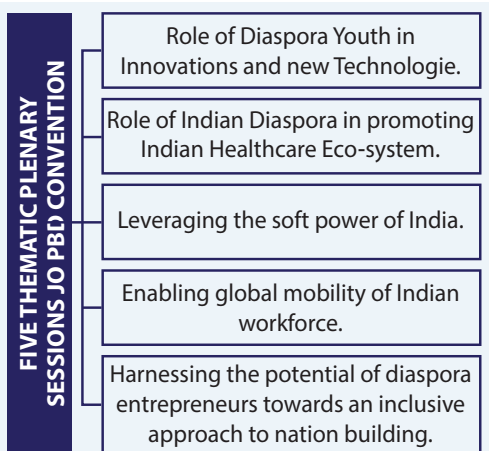 FIVE THEMATIC PLENARY
SESSIONS JO PBD CONVENTION
Role of Diaspora Youth in
Innovations and new Technologie.
Role of Indian Diaspora in promoting
Indian Healthcare Eco-system.
Leveraging the soft power of India.
Enabling global mobility of Indian
workforce.
Harnessing the potential of diaspora
entrepreneurs towards an inclusive
approach to nation building.